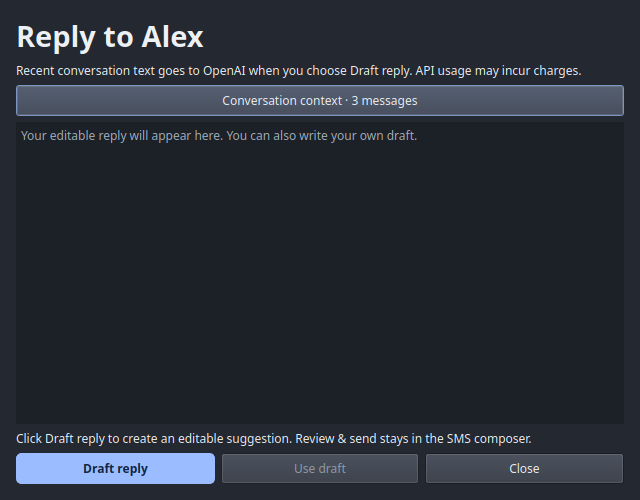 Reply to Alex
Recent conversation text goes to OpenAI when you choose Draft reply. API usage may incur charges.
Conversation context · 3 messages
Your editable reply will appear here. You can also write your own draft.
Click Draft reply to create an editable suggestion. Review & send stays in the SMS composer.
Draft reply
Use draft
Close